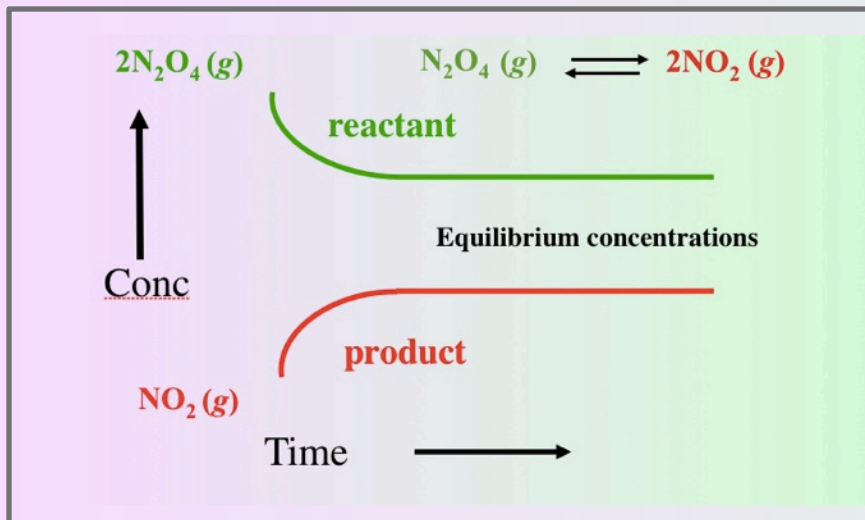 2N₂O₄ (g)
N₂O₄ (g) ⇌ 2NO₂ (g)
reactant
Equilibrium concentrations
Conc
product
NO₂ (g)
Time